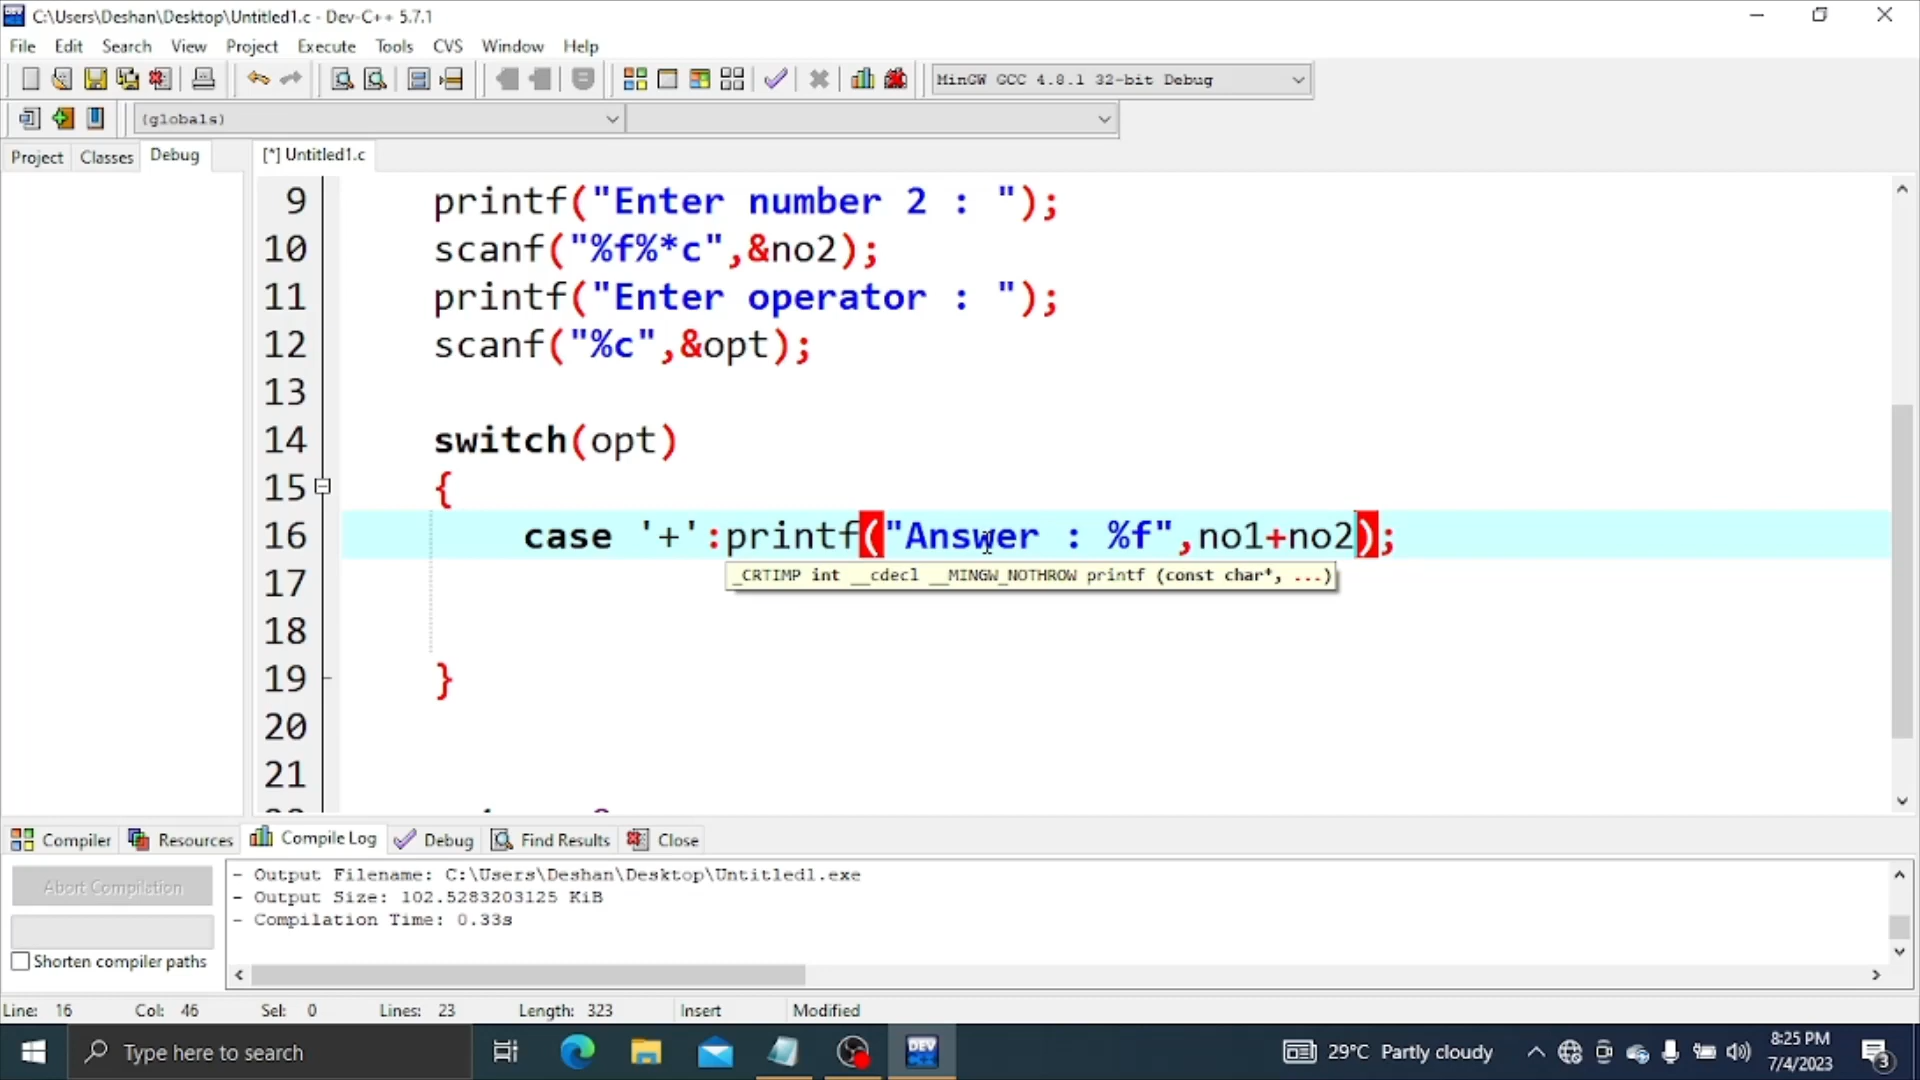 C:\Users\Deshan\Desktop\Untitled1.c - Dev-C++ 5.7.1
File Edit Search View Project Execute Tools CVS Window Help
MinGW GCC 4.8.1 32-bit Debug
(globals)
Project Classes Debug [*] Untitled1.c
9 printf("Enter number 2 : ");
10 scanf("%f%*c",&no2);
11 printf("Enter operator : ");
12 scanf("%c",&opt);
13
14 switch(opt)
15 {
16 case '+':printf("Answer : %f",no1+no2);
_CRTIMP int __cdecl __MINGW_NOTHROW printf (const char*, ...)
17
18
19 }
20
21
Compiler Resources Compile Log Debug Find Results Close
Abort Compilation
Shorten compiler paths
- Output Filename: C:\Users\Deshan\Desktop\Untitled1.exe
- Output Size: 102.5283203125 KiB
- Compilation Time: 0.33s
Line: 16 Col: 46 Sel: 0 Lines: 23 Length: 323 Insert Modified
Type here to search
DEV
29°C Partly cloudy
8:25 PM
7/4/2023
3